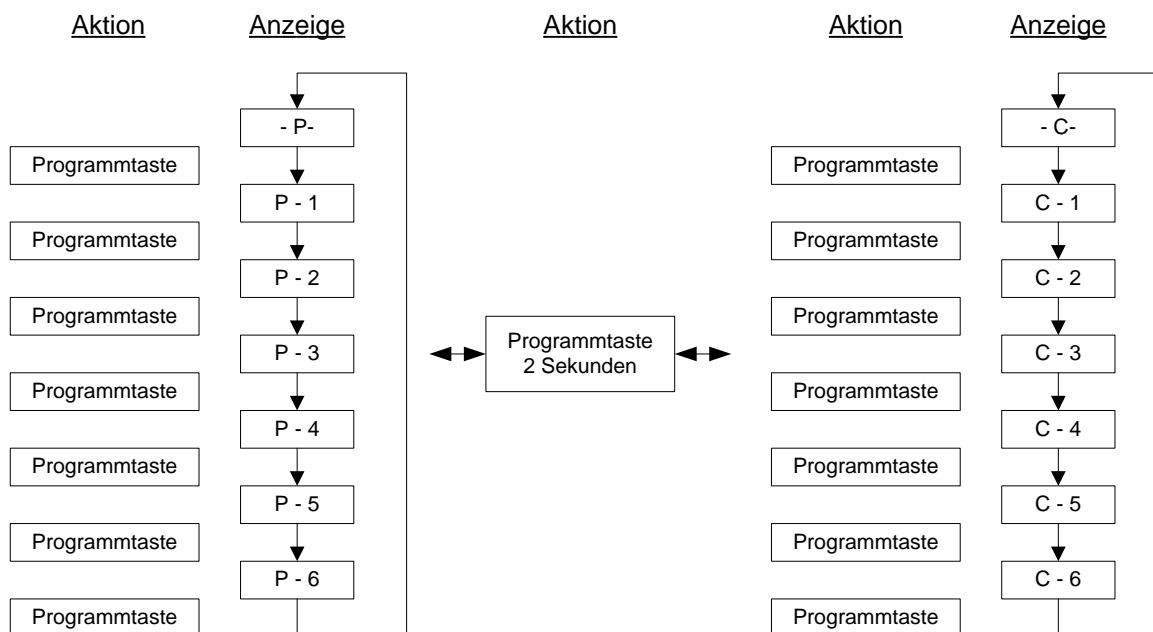 Aktion Anzeige Aktion Aktion Anzeige
- P- - C-
Programmtaste Programmtaste
P - 1 C - 1
Programmtaste Programmtaste
P - 2 C - 2
Programmtaste Programmtaste
Programmtaste
2 Sekunden
P - 3 C - 3
Programmtaste Programmtaste
P - 4 C - 4
Programmtaste Programmtaste
P - 5 C - 5
Programmtaste Programmtaste
P - 6 C - 6
Programmtaste Programmtaste